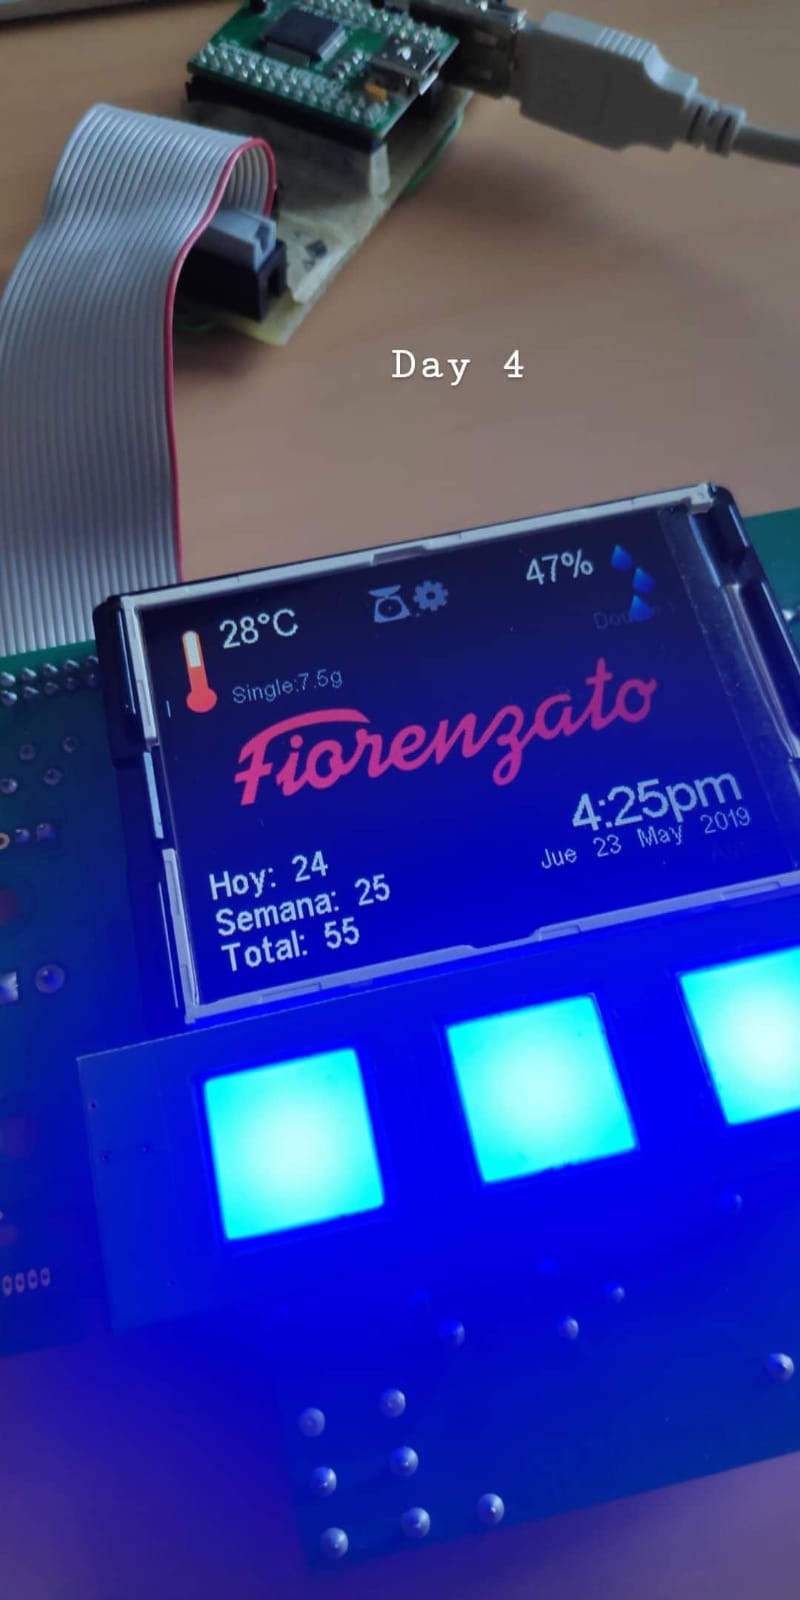 Day 4
28°C
47%
Single:7.5g
Fiorenzato
4:25pm
Jue 23 May 2019
Hoy: 24
Semana: 25
Total: 55